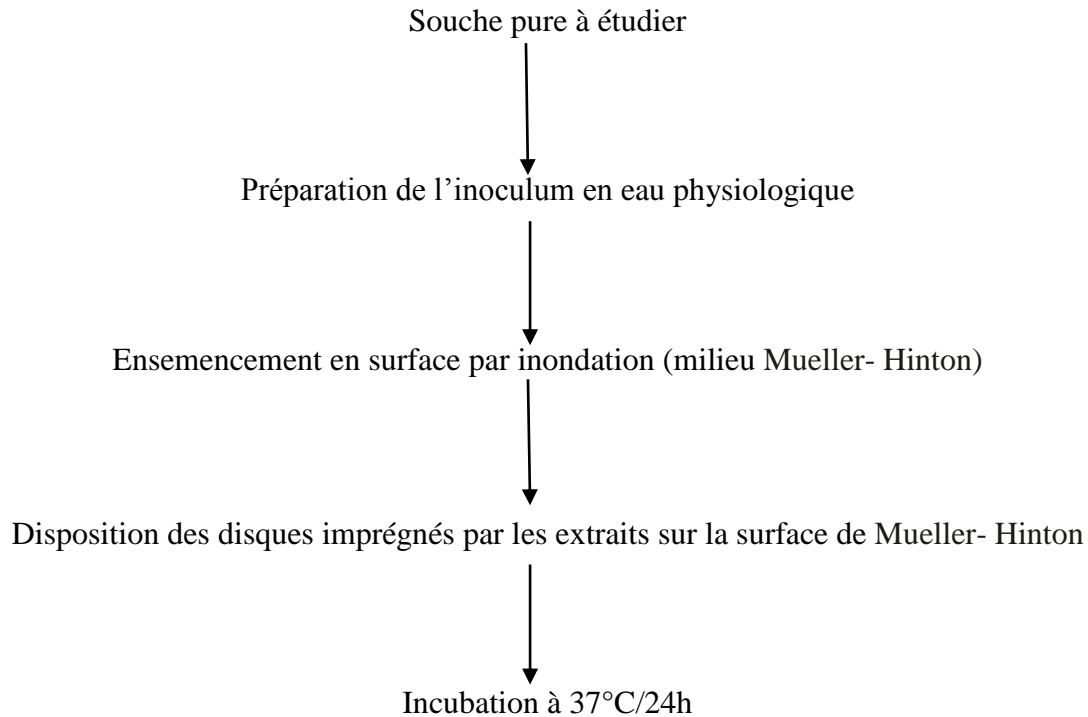 Souche pure à étudier
Préparation de l’inoculum en eau physiologique
Ensemencement en surface par inondation (milieu Mueller- Hinton)
Disposition des disques imprégnés par les extraits sur la surface de Mueller- Hinton
Incubation à 37°C/24h